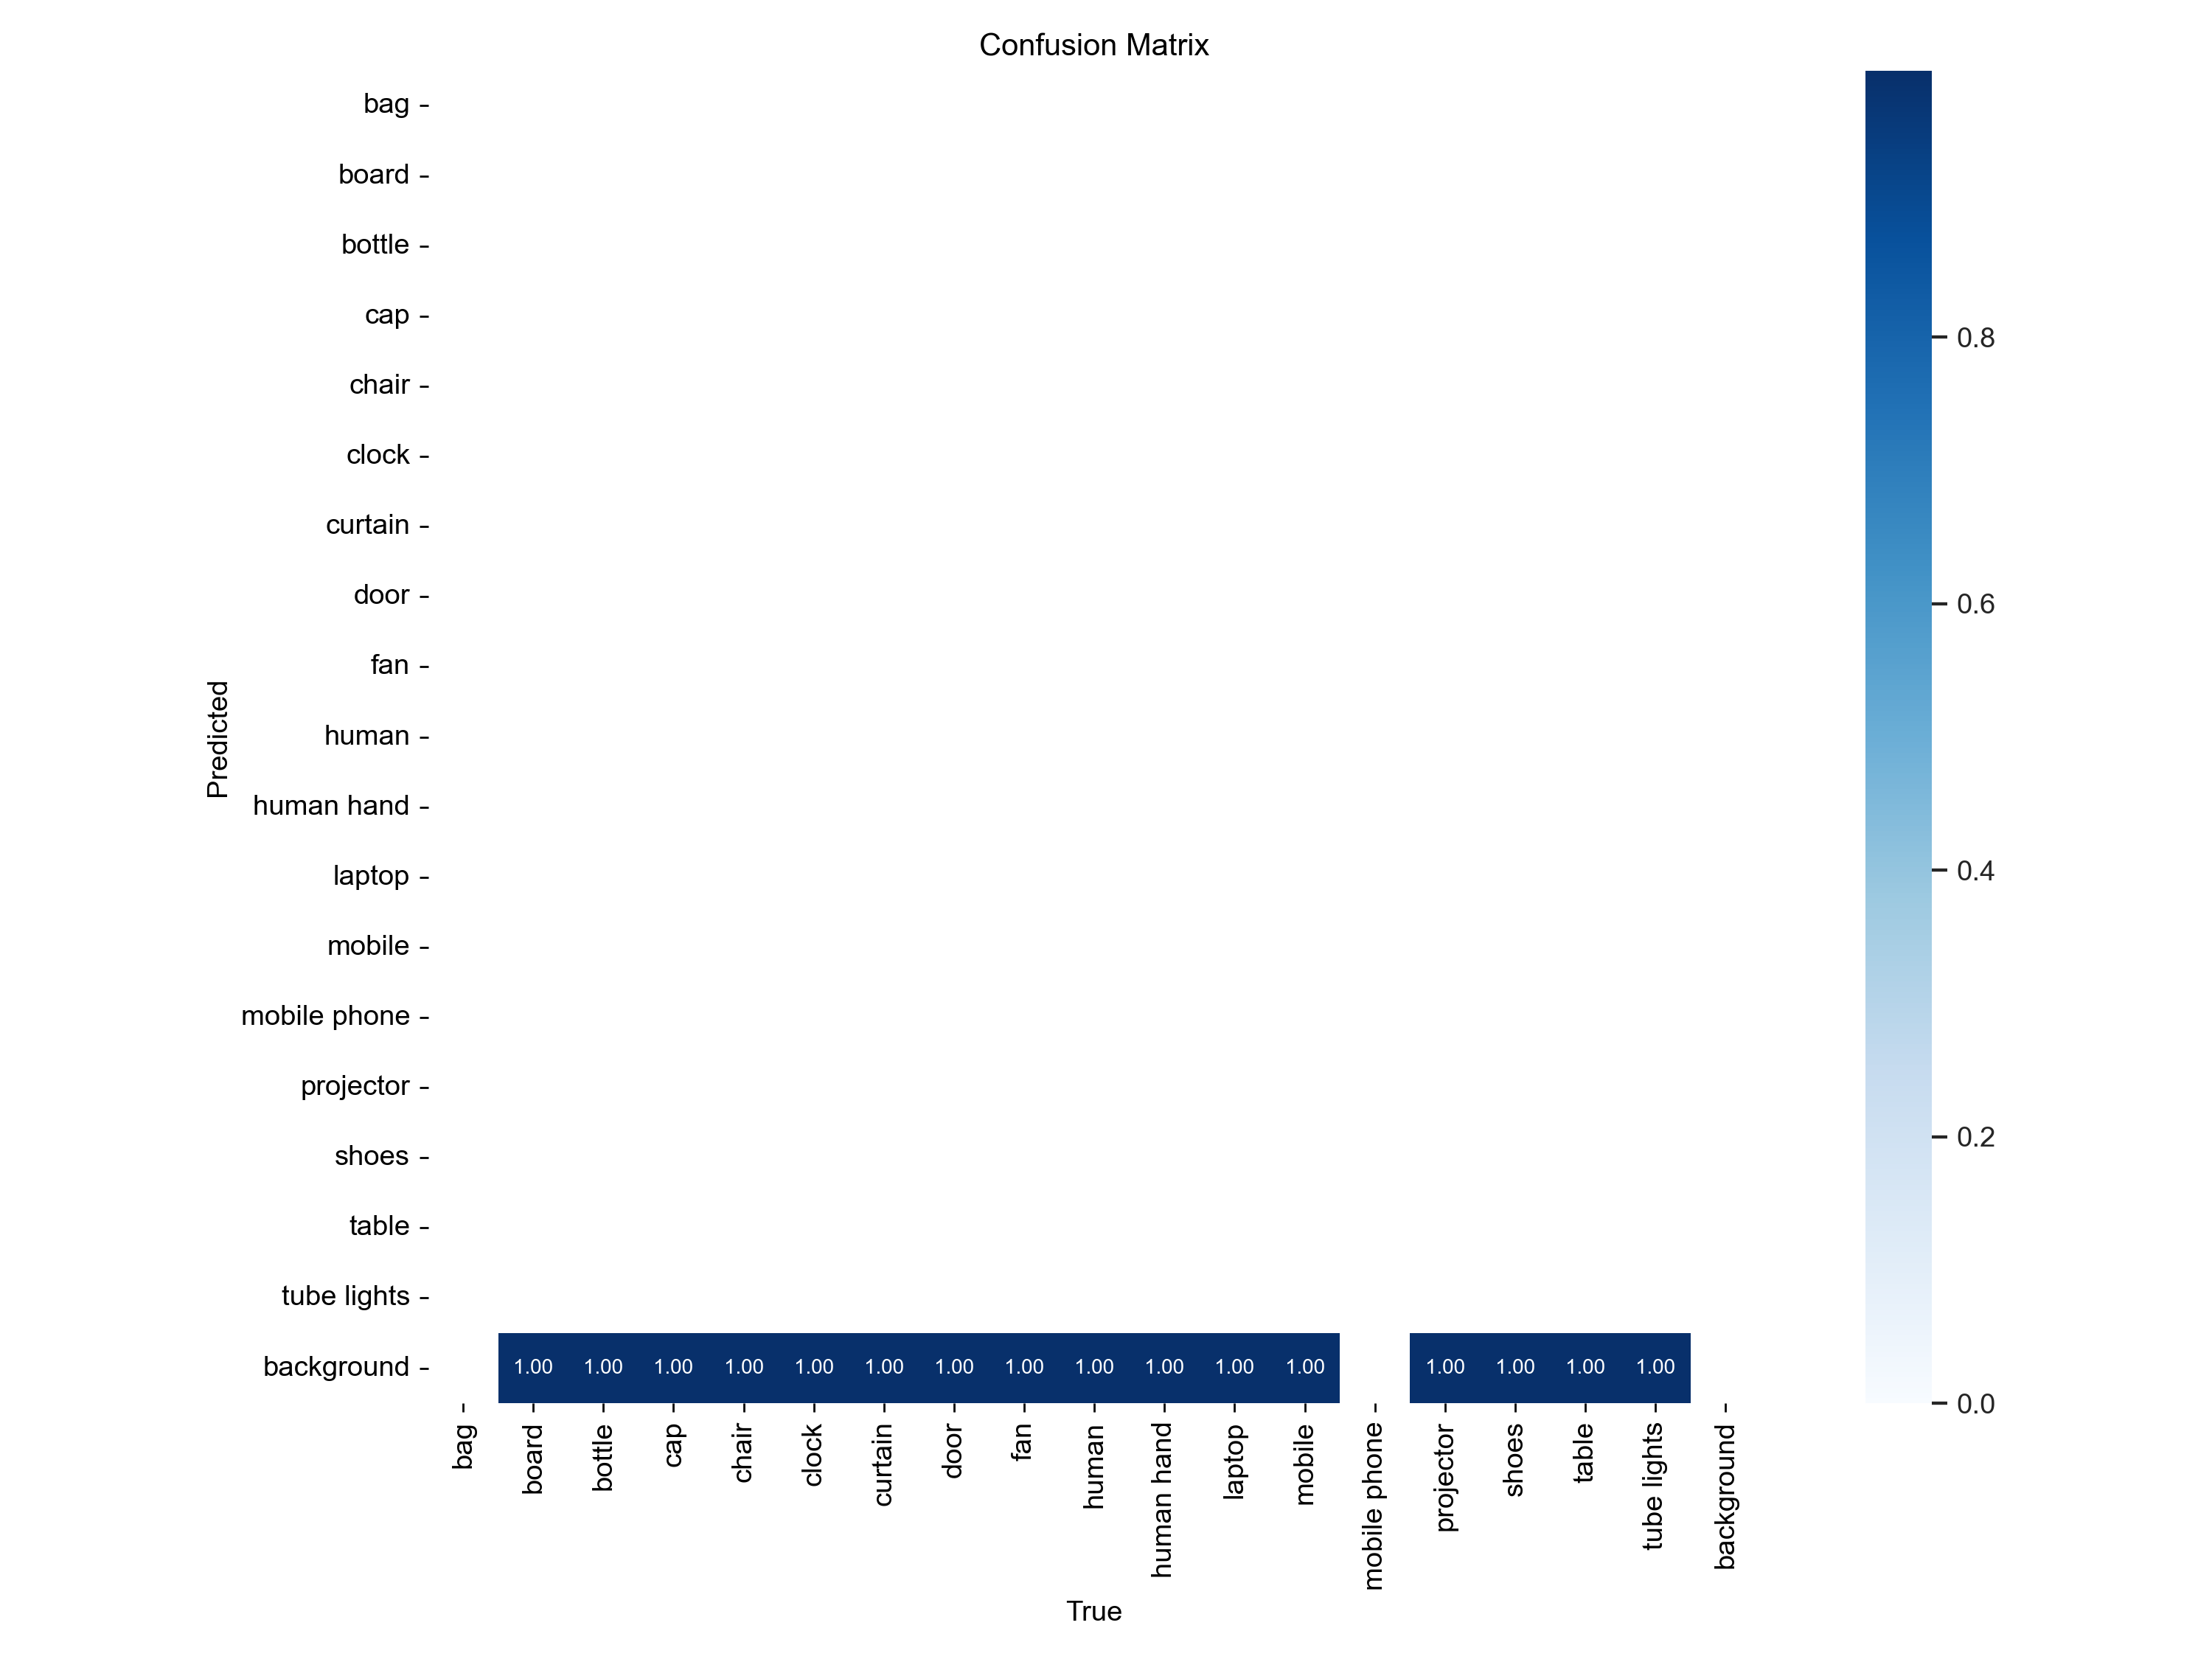 Confusion Matrix
bag
board
bottle
cap
chair
clock
curtain
door
fan
human
human hand
laptop
mobile
mobile phone
projector
shoes
table
tube lights
background
Predicted
1.00 1.00 1.00 1.00 1.00 1.00 1.00 1.00 1.00 1.00 1.00 1.00 1.00 1.00 1.00 1.00
bag board bottle cap chair clock curtain door fan human human hand laptop mobile mobile phone projector shoes table tube lights background
True
0.8
0.6
0.4
0.2
0.0